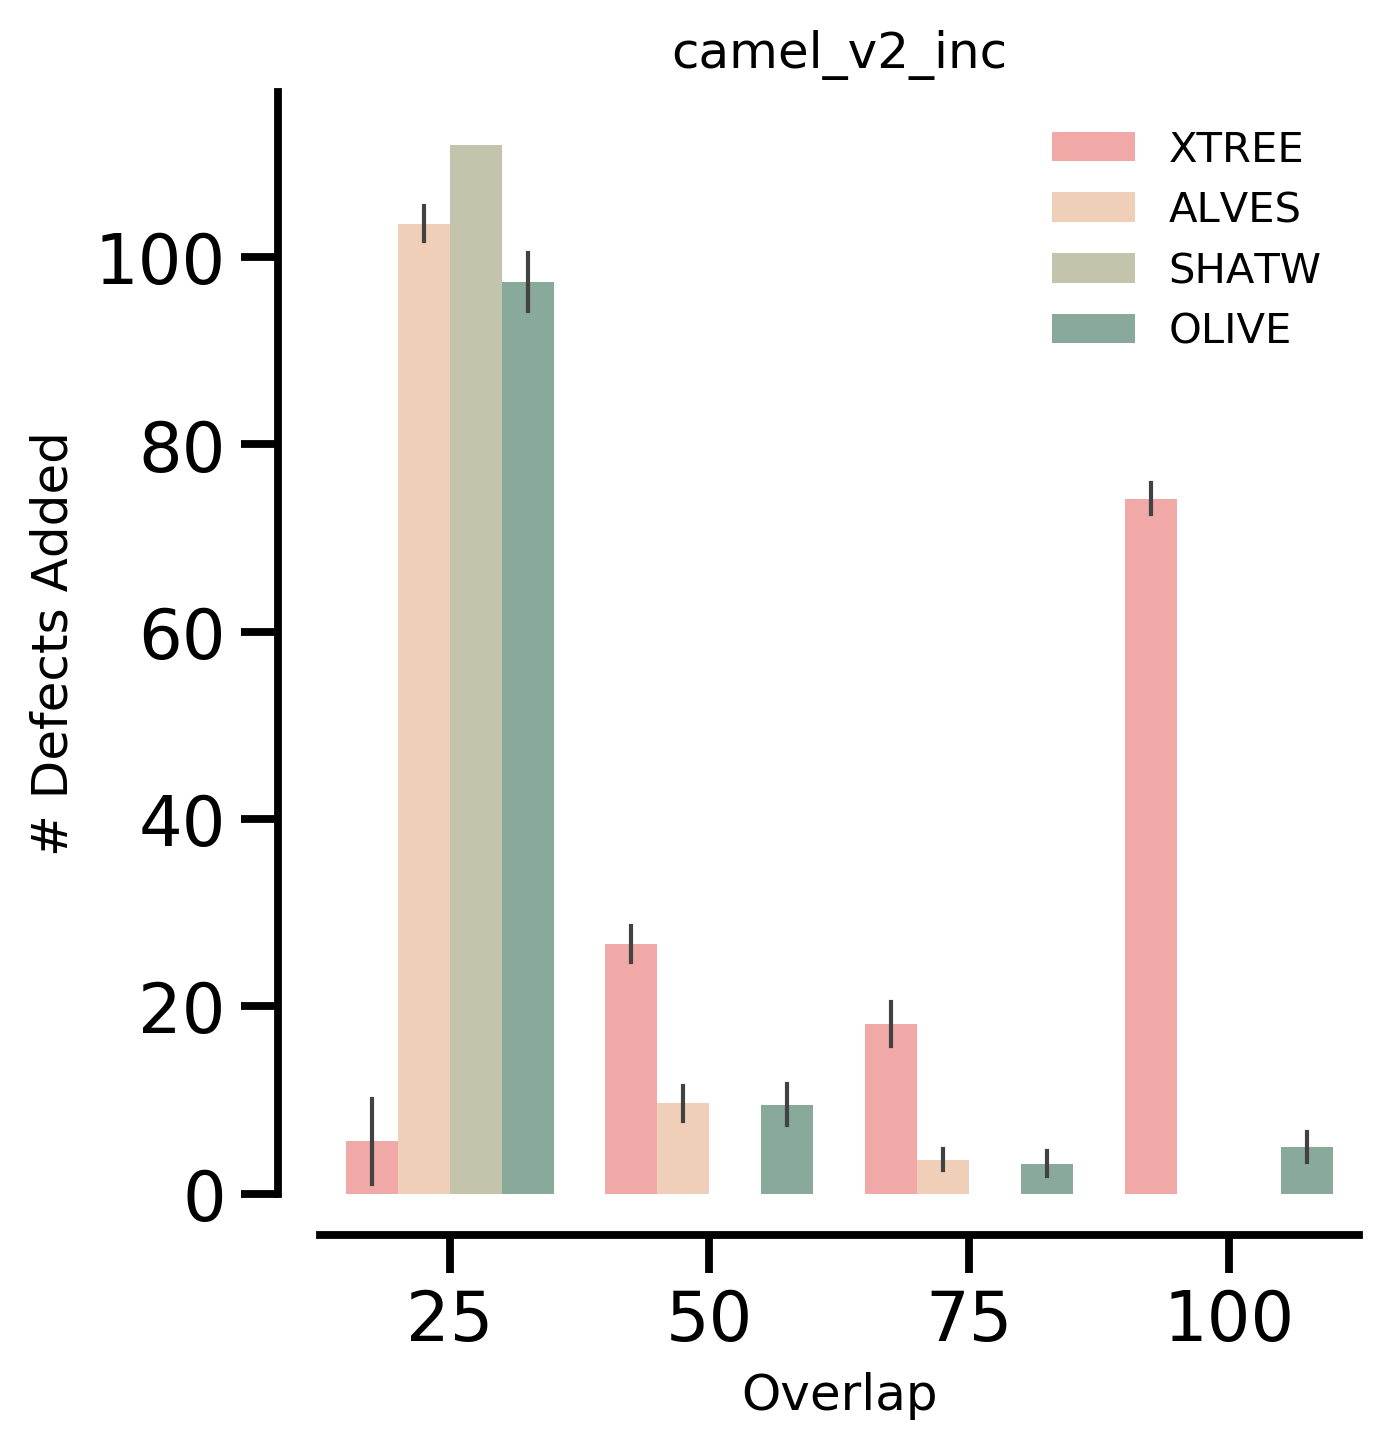 camel_v2_inc
XTREE
ALVES
SHATW
OLIVE
# Defects Added
100
80
60
40
20
0
25 50 75 100
Overlap